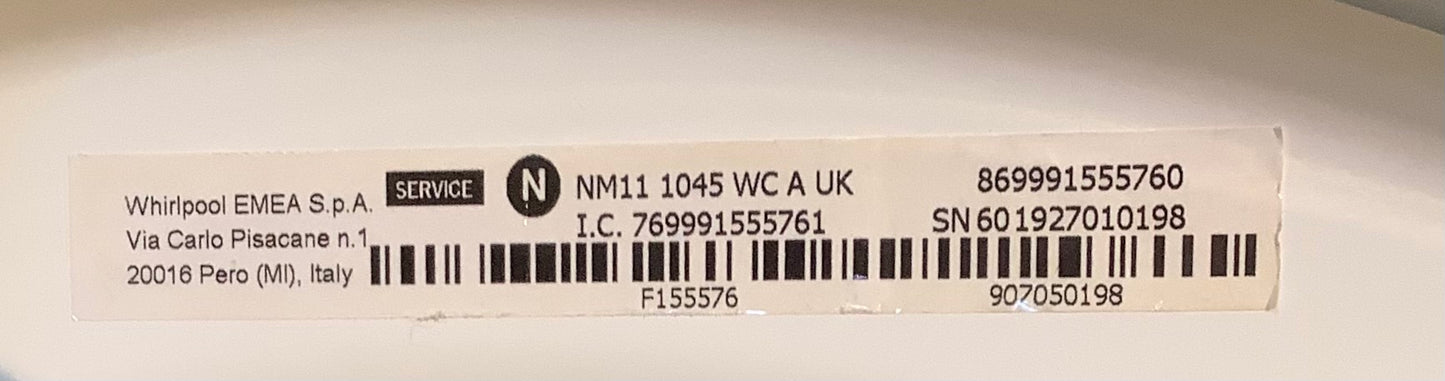 Whirlpool EMEA S.p.A.
Via Carlo Pisacane n.1
20016 Pero (MI), Italy
SERVICE
N
NM11 1045 WC A UK
869991555760
I.C. 769991555761
SN 601927010198
F155576
907050198